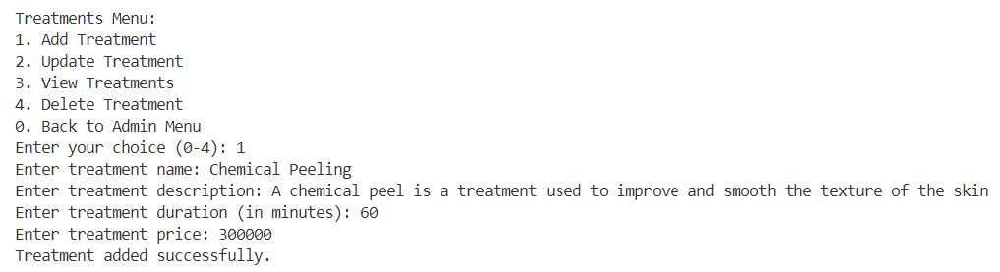 Treatments Menu:
1. Add Treatment
2. Update Treatment
3. View Treatments
4. Delete Treatment
0. Back to Admin Menu
Enter your choice (0-4): 1
Enter treatment name: Chemical Peeling
Enter treatment description: A chemical peel is a treatment used to improve and smooth the texture of the skin
Enter treatment duration (in minutes): 60
Enter treatment price: 300000
Treatment added successfully.